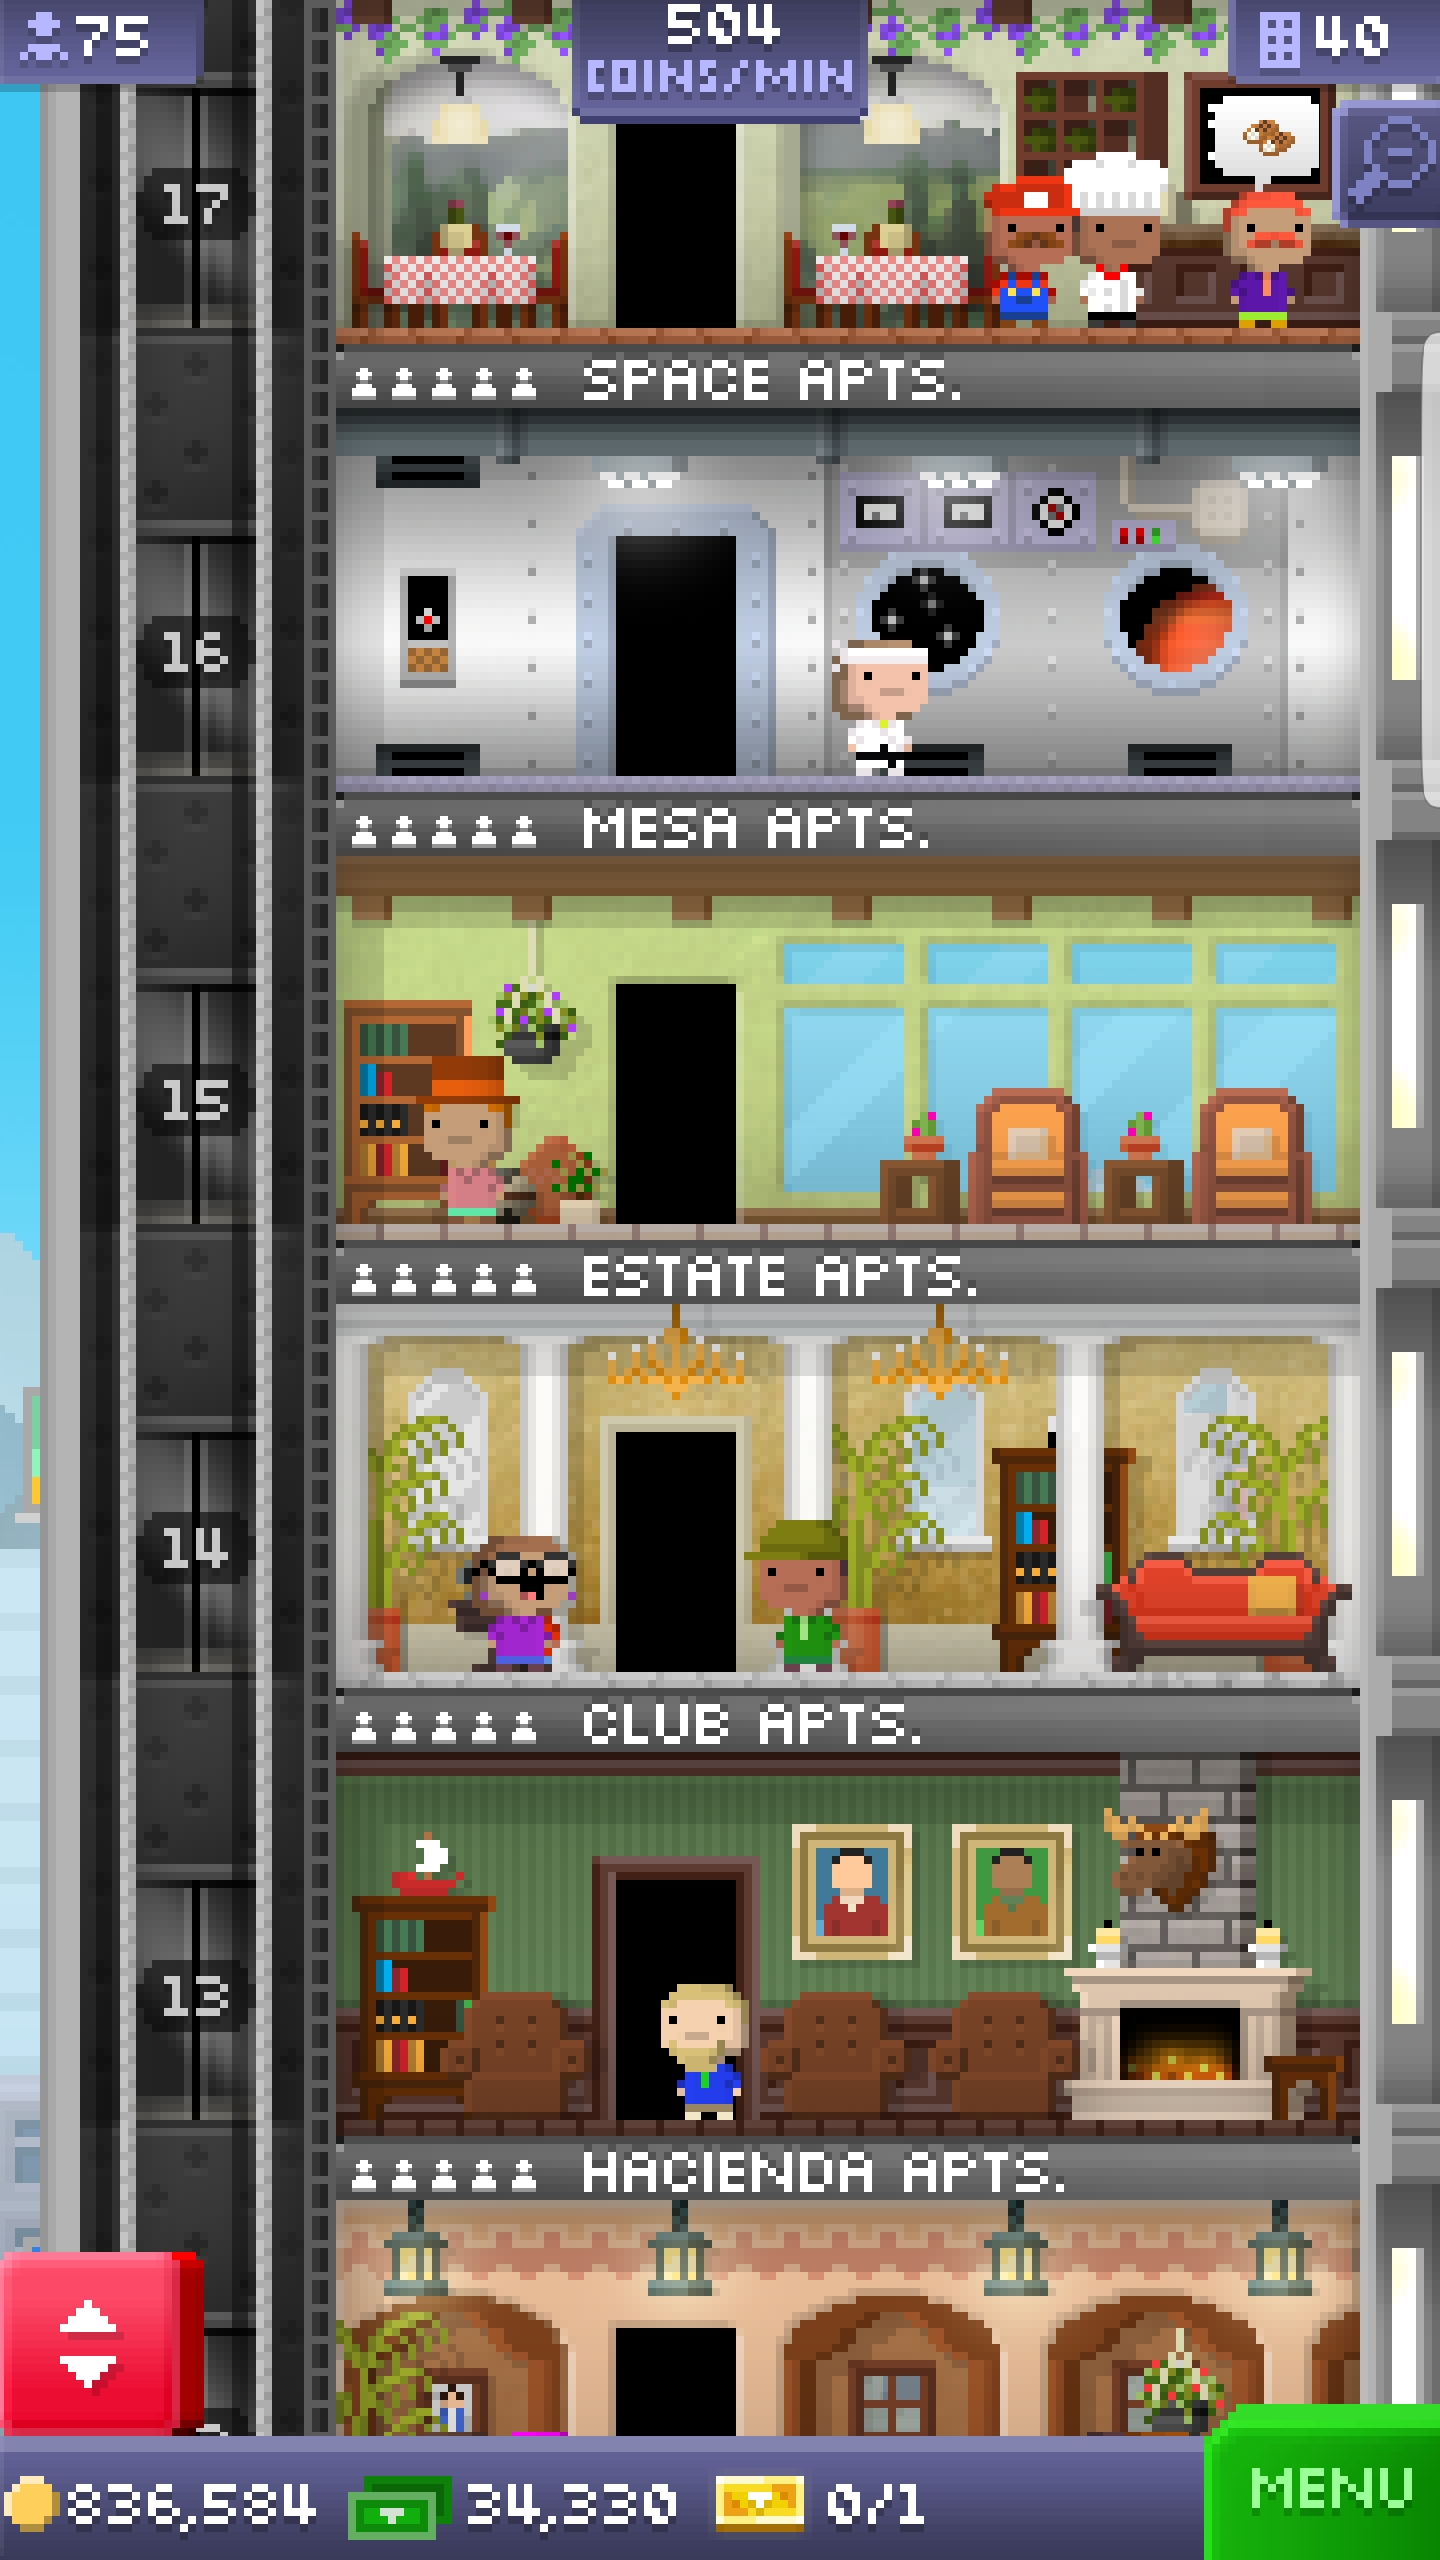 75
504
COINS/MIN
40
17
SPACE APTS.
16
MESA APTS.
15
ESTATE APTS.
14
CLUB APTS.
13
HACIENDA APTS.
836,584
34,330
0/1
MENU